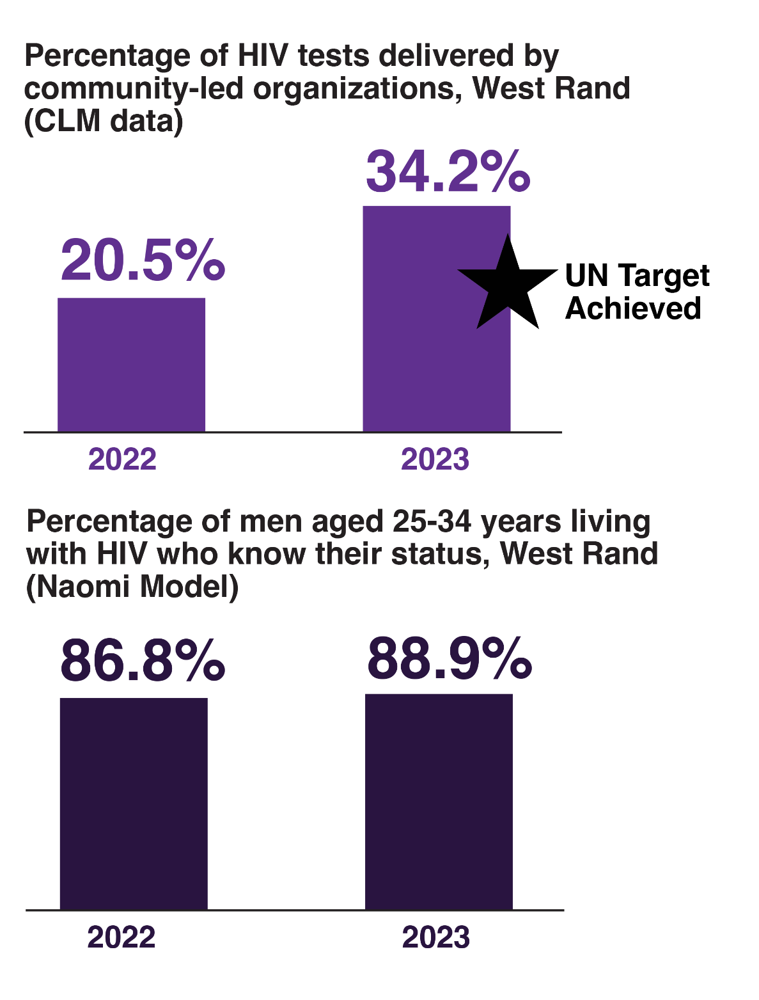 Percentage of HIV tests delivered by
community-led organizations, West Rand
(CLM data)
34.2%
20.5%
UN Target
Achieved
2022
2023
Percentage of men aged 25-34 years living
with HIV who know their status, West Rand
(Naomi Model)
86.8%
88.9%
2022
2023